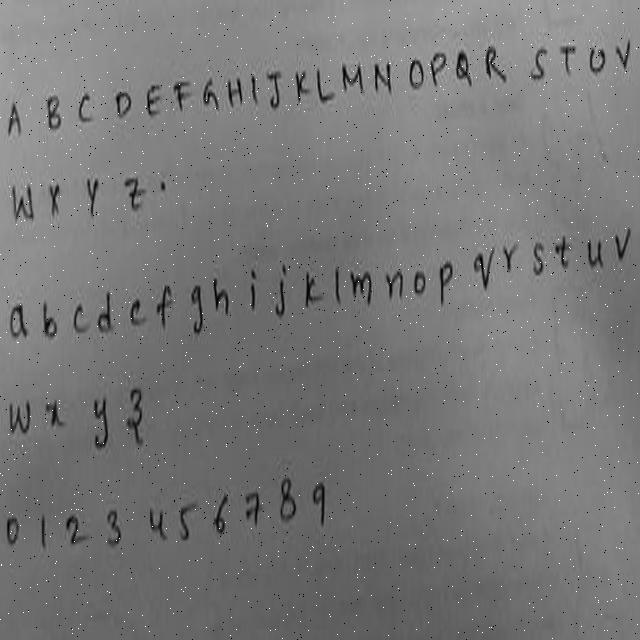 A B C D E F G H I J K L M N O P Q R S T U V
W X Y Z .
a b c d e f g h i j k l m n o p q r s t u v
w x y z
0 1 2 3 4 5 6 7 8 9